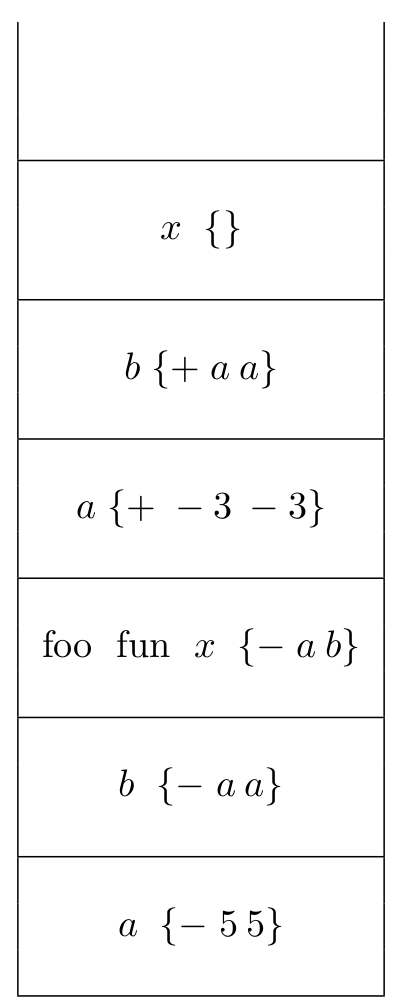 x {}
b {+ a a}
a {+ − 3 − 3}
foo fun x {− a b}
b {− a a}
a {− 5 5}